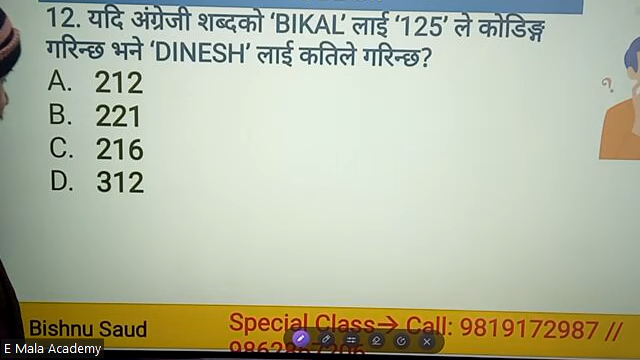 12. यदि अंग्रेजी शब्दको ‘BIKAL’ लाई ‘125’ ले कोडिङ्ग
गरिन्छ भने ‘DINESH’ लाई कतिले गरिन्छ?
A. 212
B. 221
C. 216
D. 312
?
Bishnu Saud
Special Class→ Call: 9819172987 //
E Mala Academy